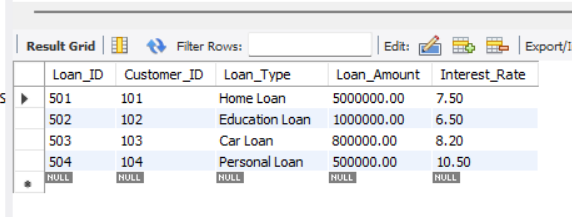 Result Grid Filter Rows: Edit: Export/I
Loan_ID Customer_ID Loan_Type Loan_Amount Interest_Rate
s
501 101 Home Loan 5000000.00 7.50
502 102 Education Loan 1000000.00 6.50
503 103 Car Loan 800000.00 8.20
504 104 Personal Loan 500000.00 10.50
NULL NULL NULL NULL NULL